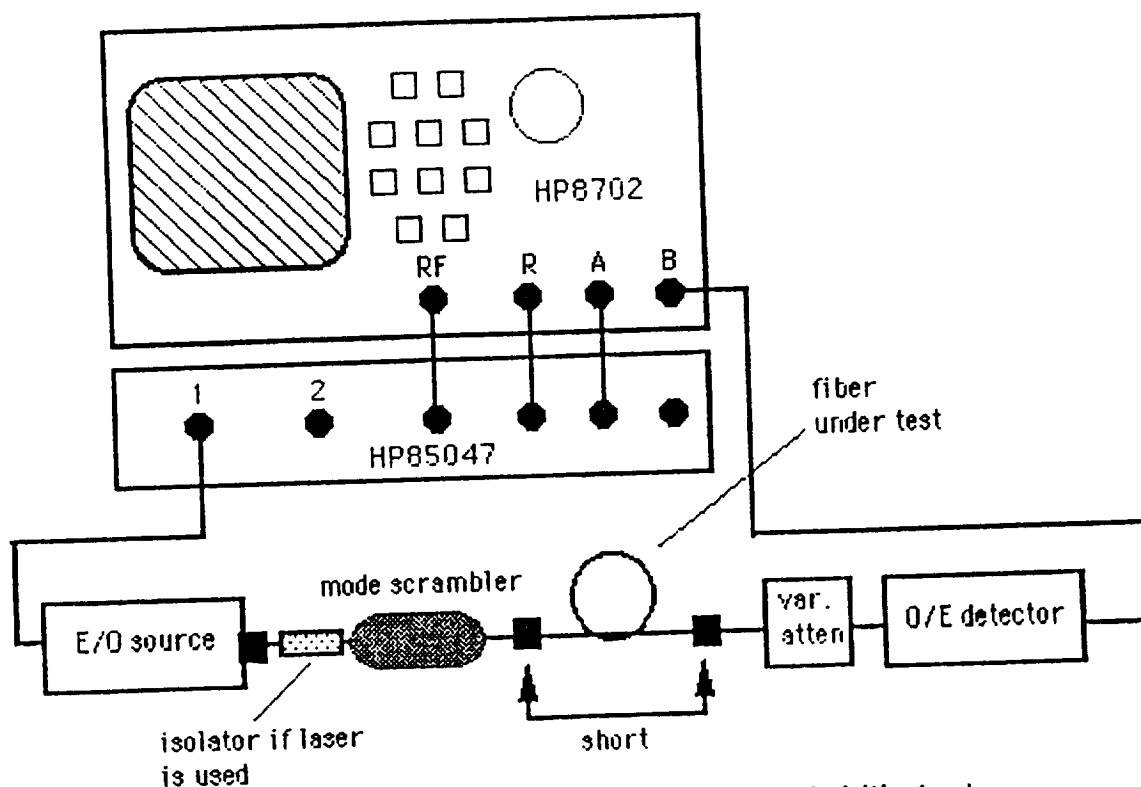 HP8702
RF
R
A
B
1
2
HP85047
fiber
under test
mode scrambler
E/O source
var.
atten
O/E detector
short
isolator if laser
is used